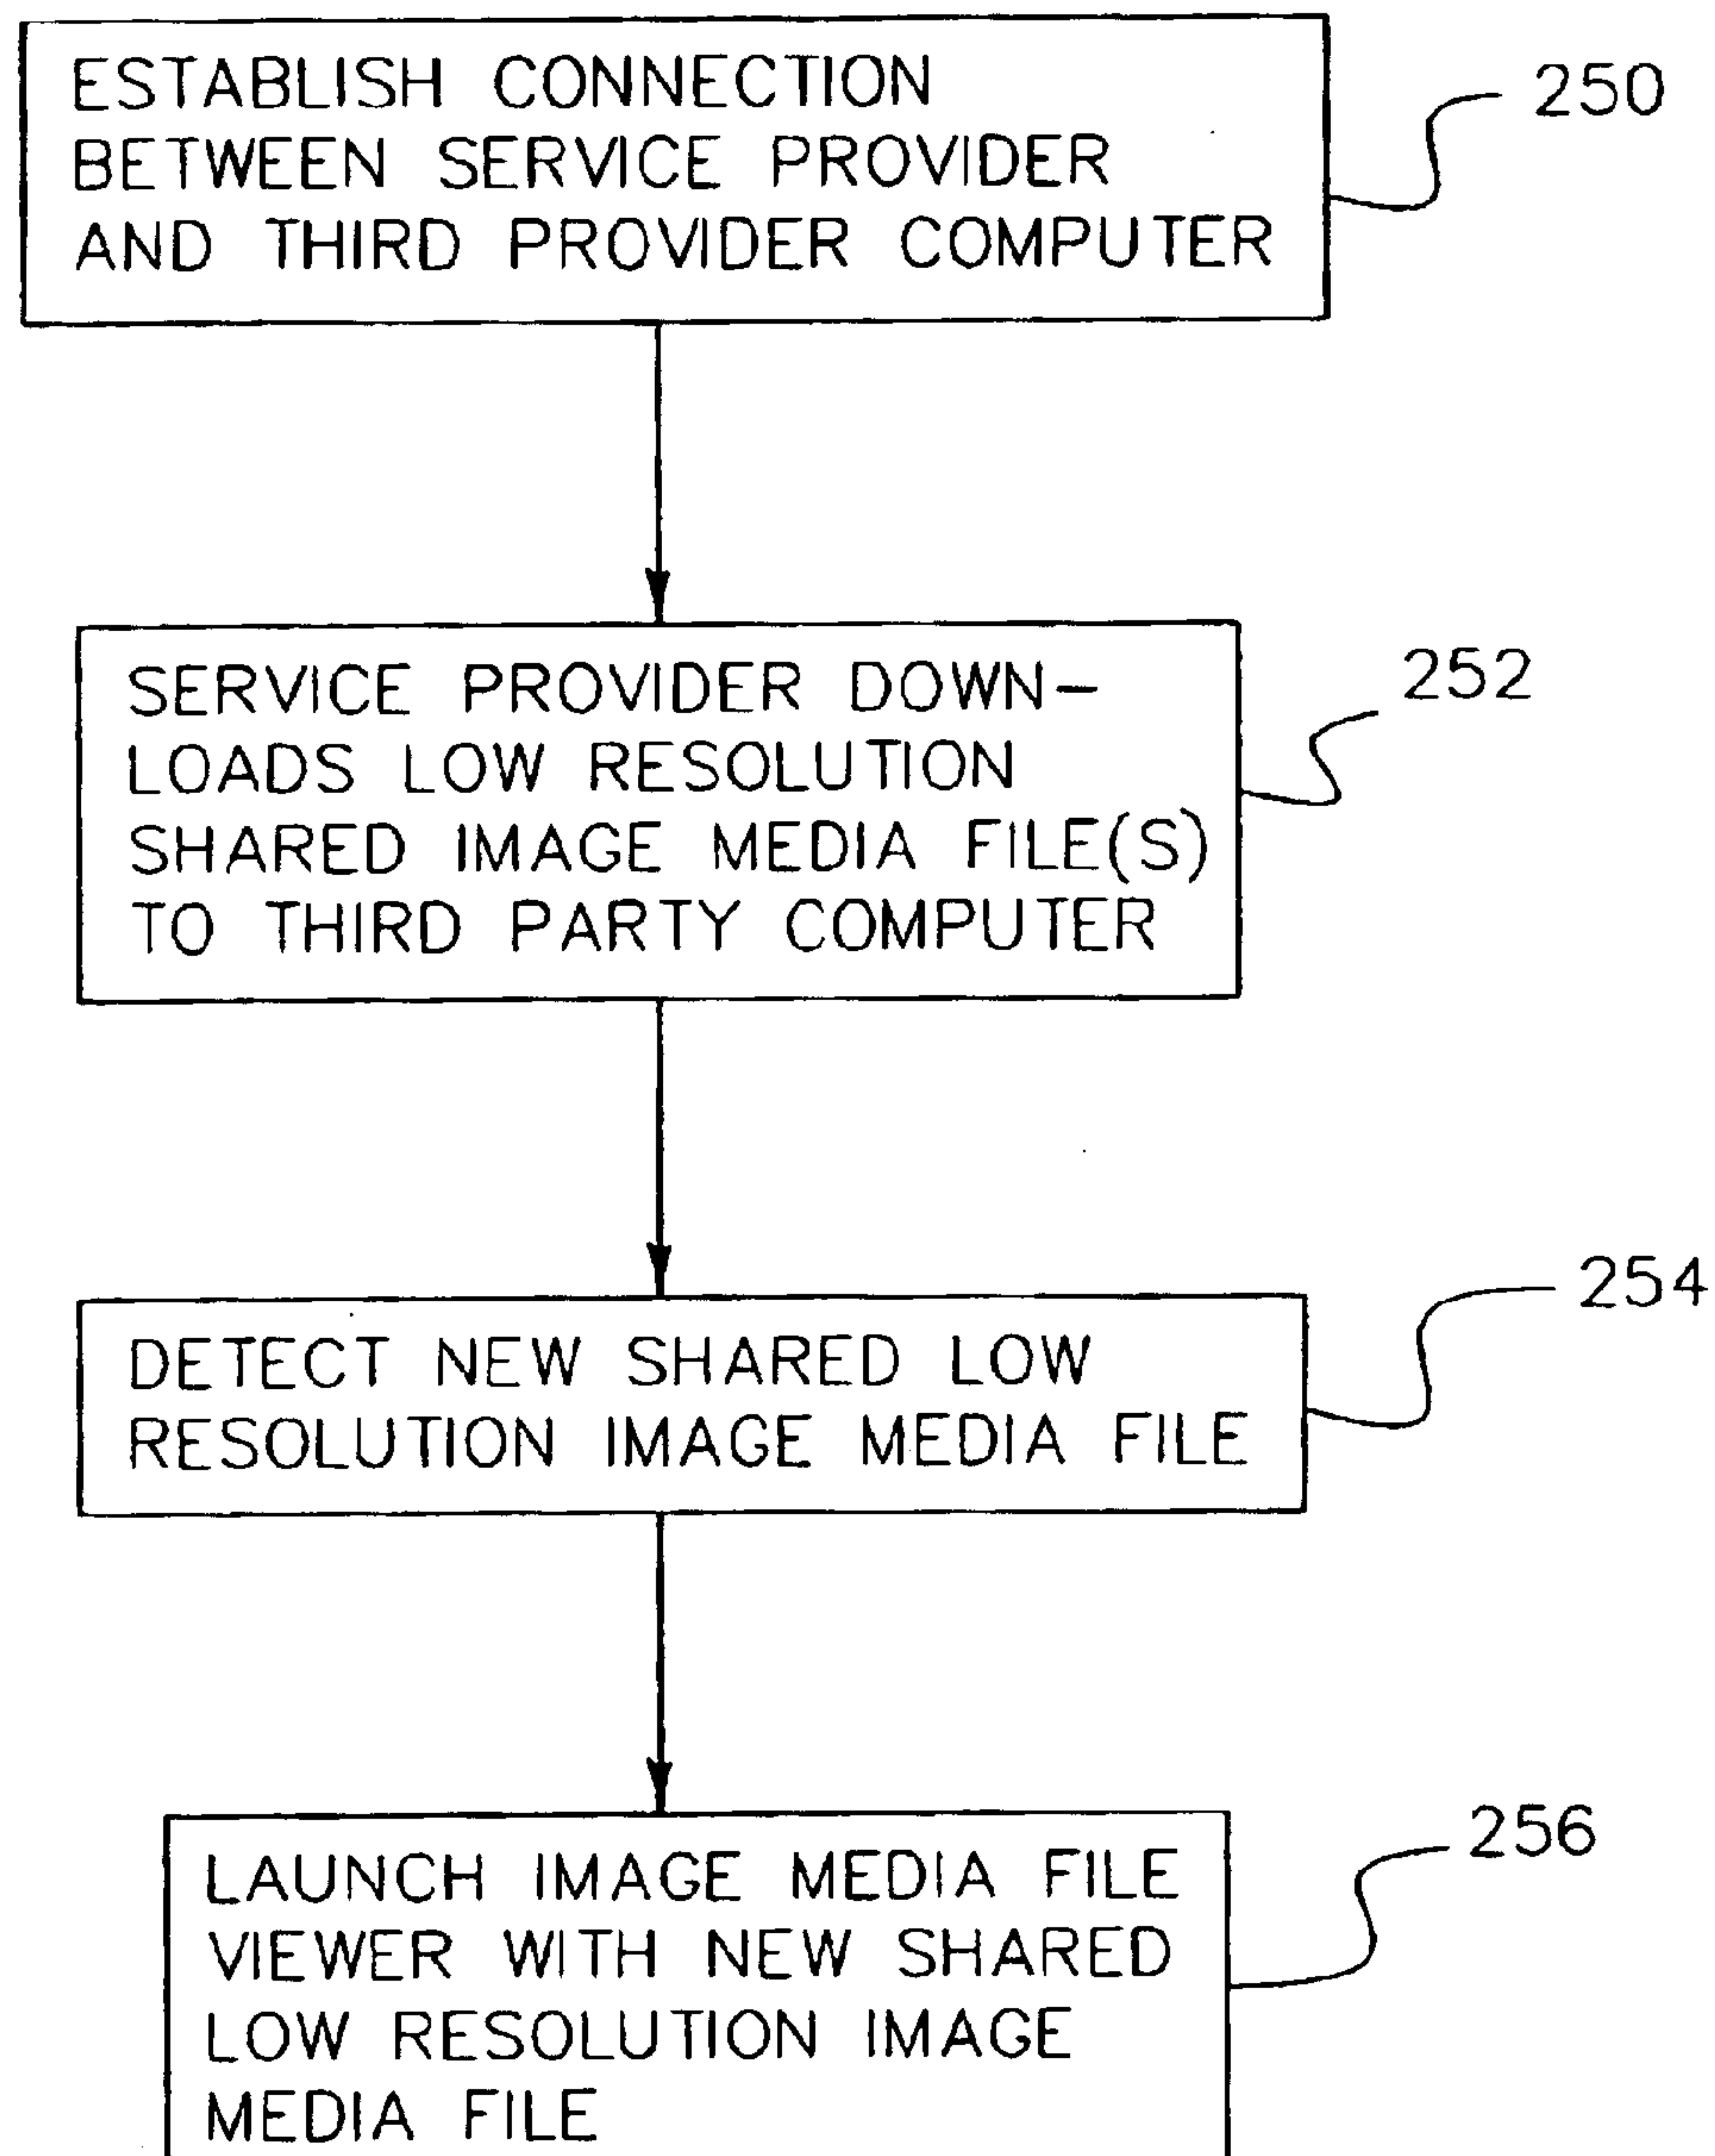 ESTABLISH CONNECTION
BETWEEN SERVICE PROVIDER
AND THIRD PROVIDER COMPUTER
250
SERVICE PROVIDER DOWN-
LOADS LOW RESOLUTION
SHARED IMAGE MEDIA FILE(S)
TO THIRD PARTY COMPUTER
252
DETECT NEW SHARED LOW
RESOLUTION IMAGE MEDIA FILE
254
LAUNCH IMAGE MEDIA FILE
VIEWER WITH NEW SHARED
LOW RESOLUTION IMAGE
MEDIA FILE
256